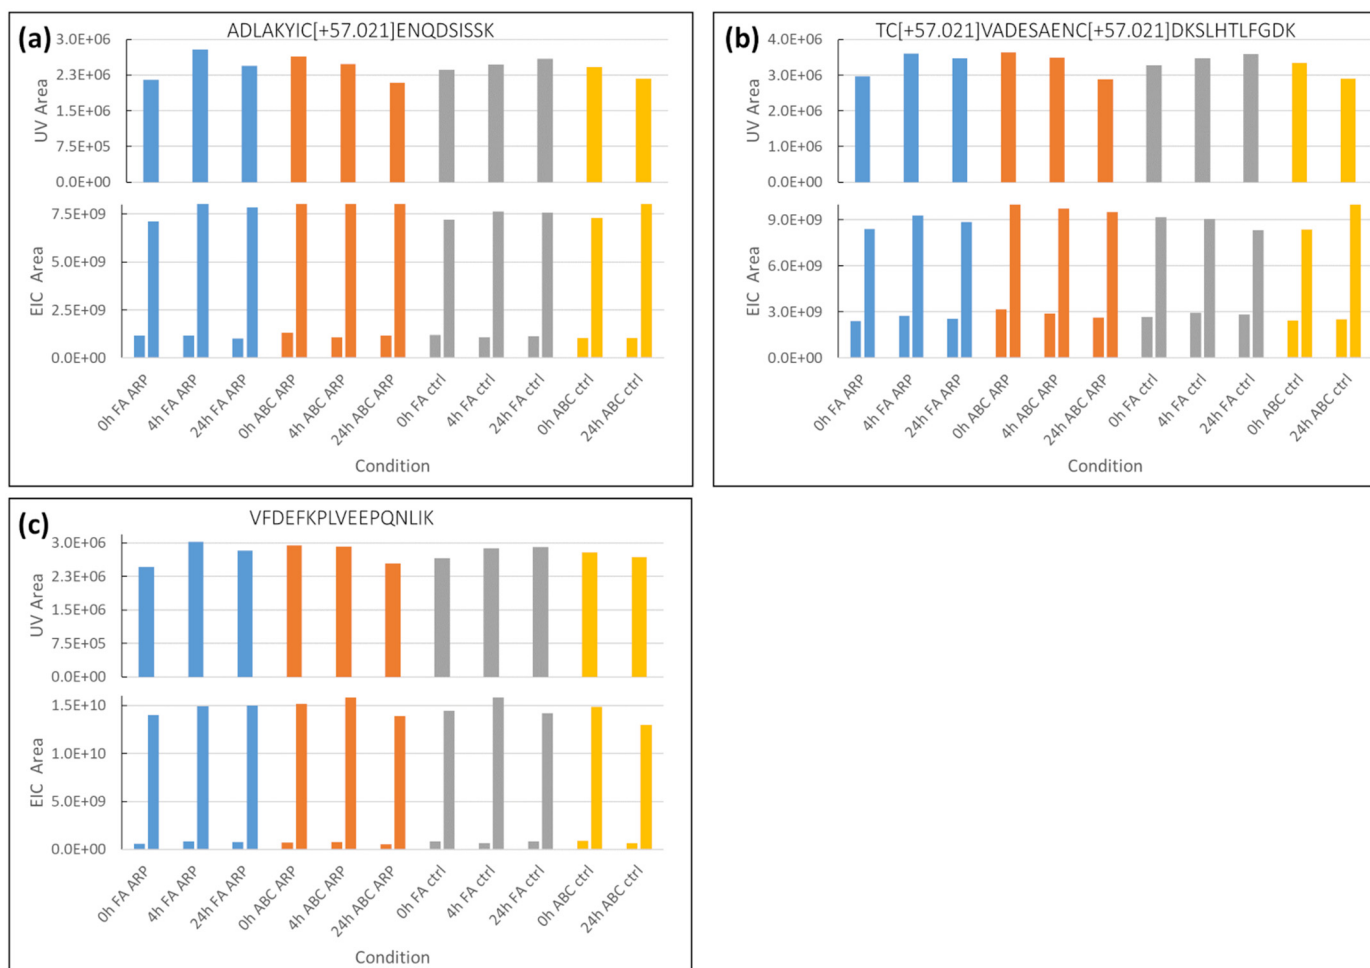 (a)
ADLAKYIC[+57.021]ENQDSISSK
3.0E+06
2.3E+06
1.5E+06
7.5E+05
0.0E+00
UV Area
7.5E+09
5.0E+09
2.5E+09
0.0E+00
EIC Area
0h FA ARP
4h FA ARP
24h FA ARP
0h ABC ARP
4h ABC ARP
24h ABC ARP
0h FA ctrl
4h FA ctrl
24h FA ctrl
0h ABC ctrl
24h ABC ctrl
Condition
(b)
TC[+57.021]VADESAENC[+57.021]DKSLHTLFGDK
4.0E+06
3.0E+06
2.0E+06
1.0E+06
0.0E+00
UV Area
9.0E+09
6.0E+09
3.0E+09
0.0E+00
EIC Area
0h FA ARP
4h FA ARP
24h FA ARP
0h ABC ARP
4h ABC ARP
24h ABC ARP
0h FA ctrl
4h FA ctrl
24h FA ctrl
0h ABC ctrl
24h ABC ctrl
Condition
(c)
VFDEFKPLVEEPQNLIK
3.0E+06
2.3E+06
1.5E+06
7.5E+05
0.0E+00
UV Area
1.5E+10
1.0E+10
5.0E+09
0.0E+00
EIC Area
0h FA ARP
4h FA ARP
24h FA ARP
0h ABC ARP
4h ABC ARP
24h ABC ARP
0h FA ctrl
4h FA ctrl
24h FA ctrl
0h ABC ctrl
24h ABC ctrl
Condition